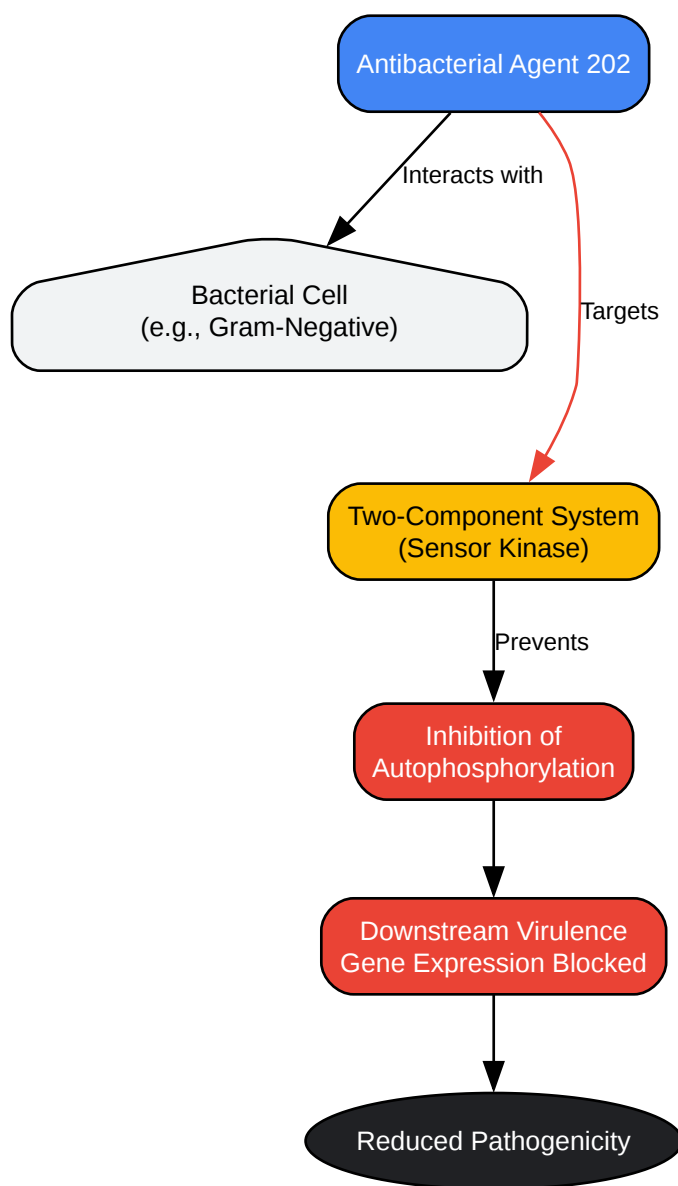 Antibacterial Agent 202
Interacts with
Bacterial Cell
(e.g., Gram-Negative)
Targets
Two-Component System
(Sensor Kinase)
Prevents
Inhibition of
Autophosphorylation
Downstream Virulence
Gene Expression Blocked
Reduced Pathogenicity